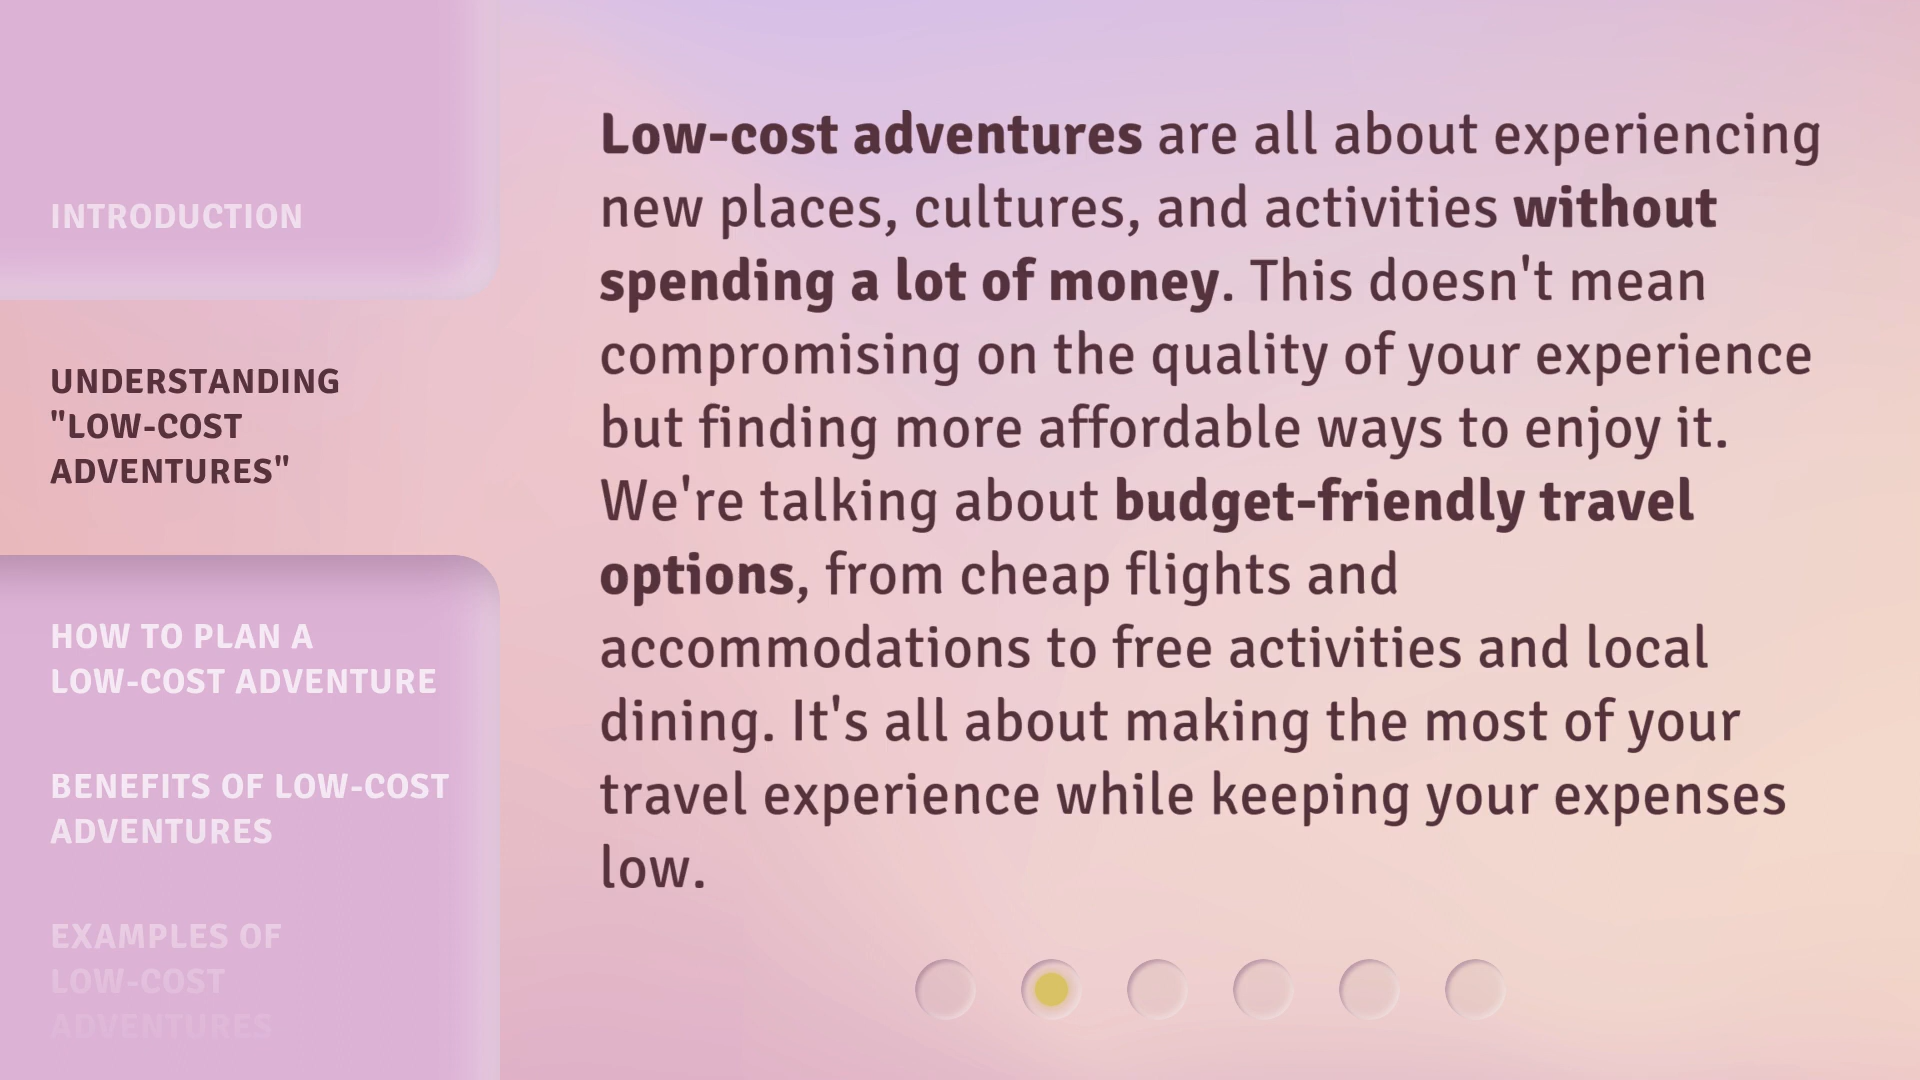 INTRODUCTION
UNDERSTANDING
"LOW-COST
ADVENTURES"
HOW TO PLAN A
LOW-COST ADVENTURE
BENEFITS OF LOW-COST
ADVENTURES
EXAMPLES OF
LOW-COST
ADVENTURES
Low-cost adventures are all about experiencing
new places, cultures, and activities without
spending a lot of money. This doesn't mean
compromising on the quality of your experience
but finding more affordable ways to enjoy it.
We're talking about budget-friendly travel
options, from cheap flights and
accommodations to free activities and local
dining. It's all about making the most of your
travel experience while keeping your expenses
low.